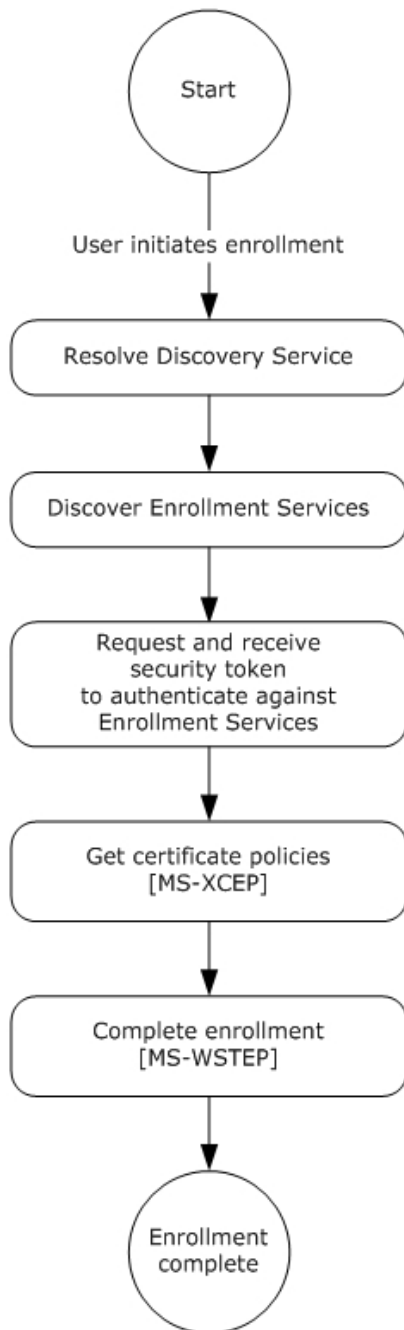 Start
User initiates enrollment
Resolve Discovery Service
Discover Enrollment Services
Request and receive
security token
to authenticate against
Enrollment Services
Get certificate policies
[MS-XCEP]
Complete enrollment
[MS-WSTEP]
Enrollment
complete